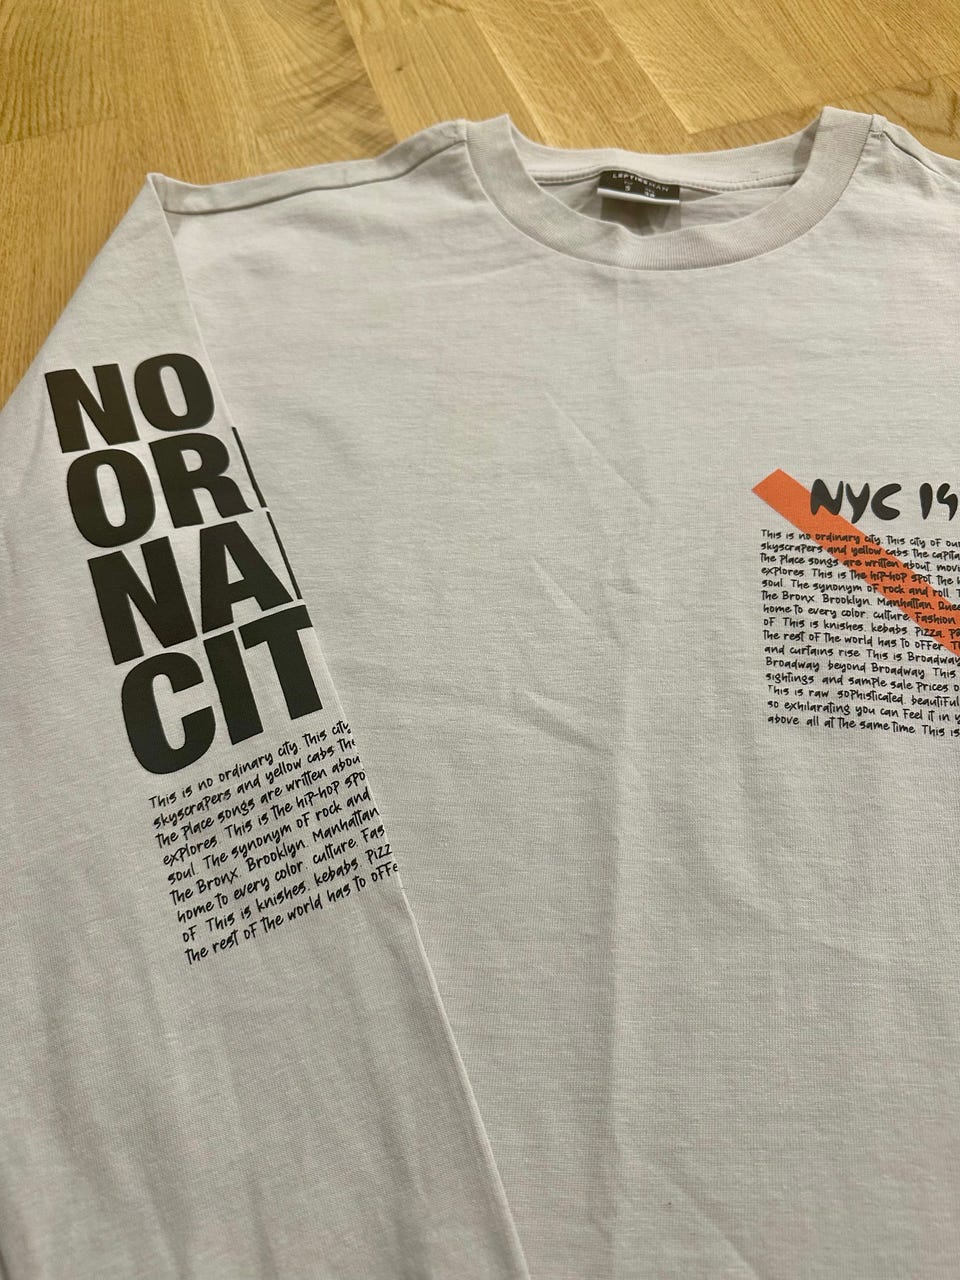 S 38
NO
OR
NA
CIT
This is no ordinary city. This city
skyscrapers and yellow cabs the
the place songs are written abou
explores. This is the hip-hop spo
soul. The synonym of rock and
the Bronx. Brooklyn. Manhattan.
home to every color. culture. Fas
of This is knishes. kebabs. Pizz
the rest of the world has to offe
NYC 19
This is no ordinary city. This city of ou
skyscrapers and yellow cabs the capita
the place songs are written about. movi
explores. This is the hip-hop spot. the h
soul. The synonym of rock and roll. T
the Bronx. Brooklyn. Manhattan. Quee
home to every color. culture. Fashion
of This is knishes. kebabs. Pizza. Pa
the rest of the world has to offer. T
and curtains rise This is Broadway
Broadway beyond Broadway This
sightings and sample sale Prices o
This is raw sophisticated. beautiful
so exhilarating you can feel it in y
above all at the same time. This is